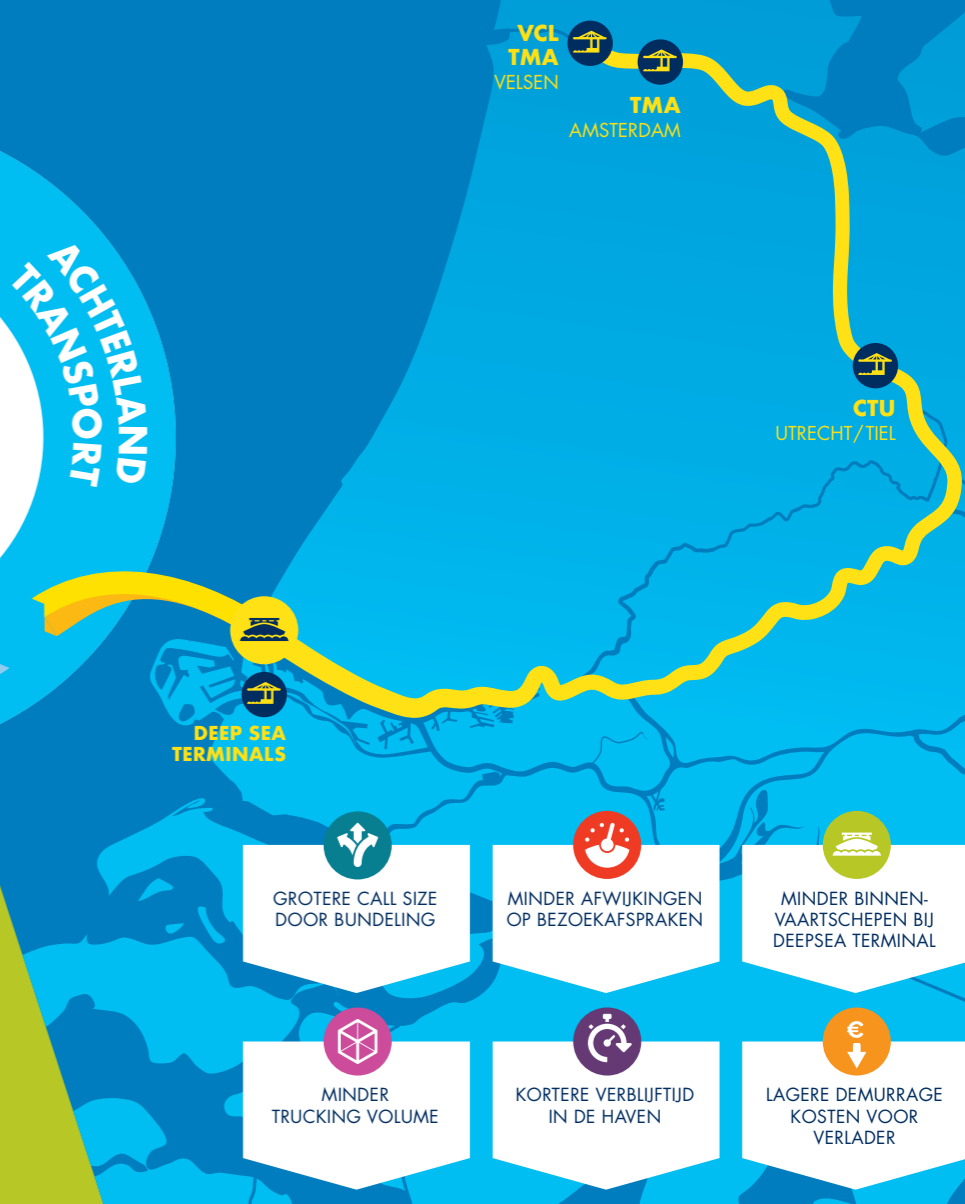 VCL
TMA
VELSEN
TMA
AMSTERDAM
ACHTERLAND
TRANSPORT
CTU
UTRECHT/TIEL
DEEP SEA
TERMINALS
GROTERE CALL SIZE
DOOR BUNDELING
MINDER AFWIJKINGEN
OP BEZOEKAFSPRAKEN
MINDER BINNEN-
VAARTSCHEPEN BIJ
DEEPSEA TERMINAL
MINDER
TRUCKING VOLUME
KORTERE VERBLIJFTIJD
IN DE HAVEN
€
LAGERE DEMURRAGE
KOSTEN VOOR
VERLADER